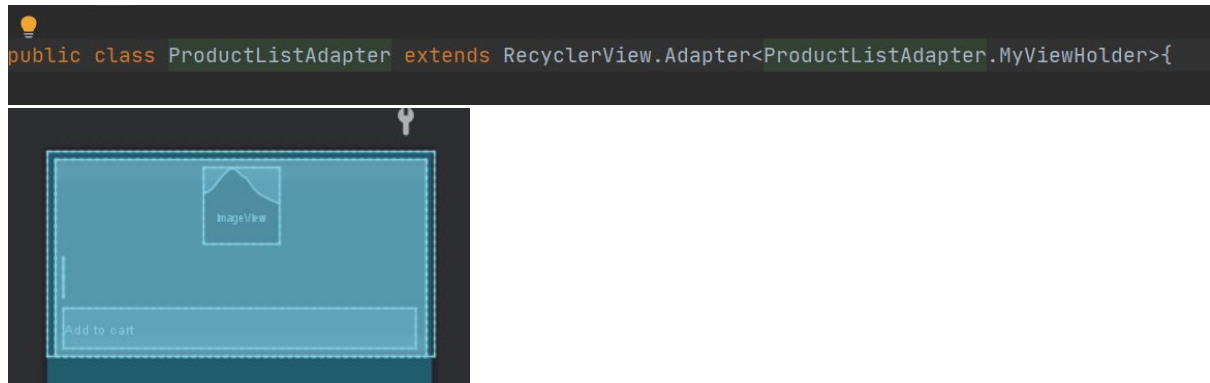 public class ProductListAdapter extends RecyclerView.Adapter<ProductListAdapter.MyViewHolder>{
ImageView
Add to cart